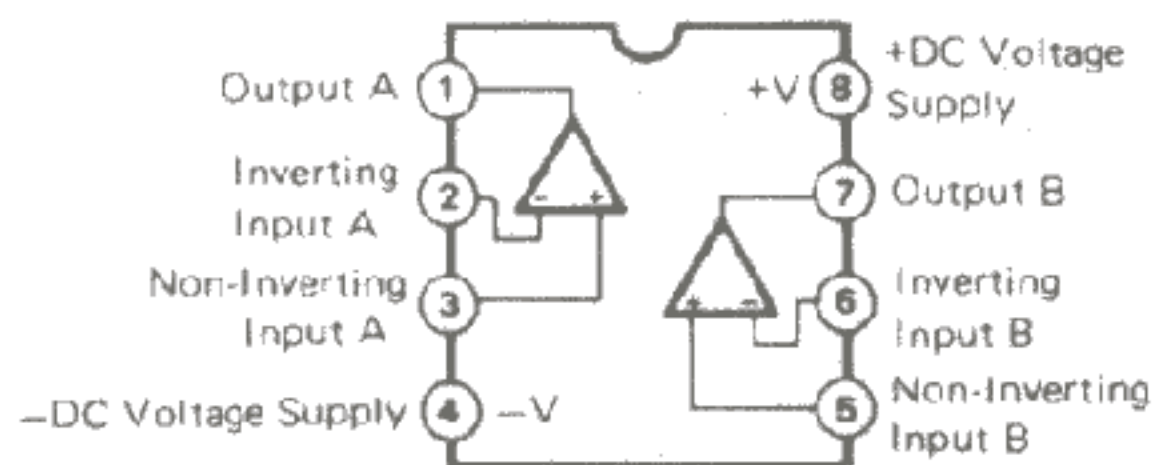 Output A
1
Inverting
Input A
2
- +
Non-Inverting
Input A
3
—DC Voltage Supply
4
—V
+V
8
+DC Voltage
Supply
7
Output B
+ -
6
Inverting
Input B
5
Non-Inverting
Input B